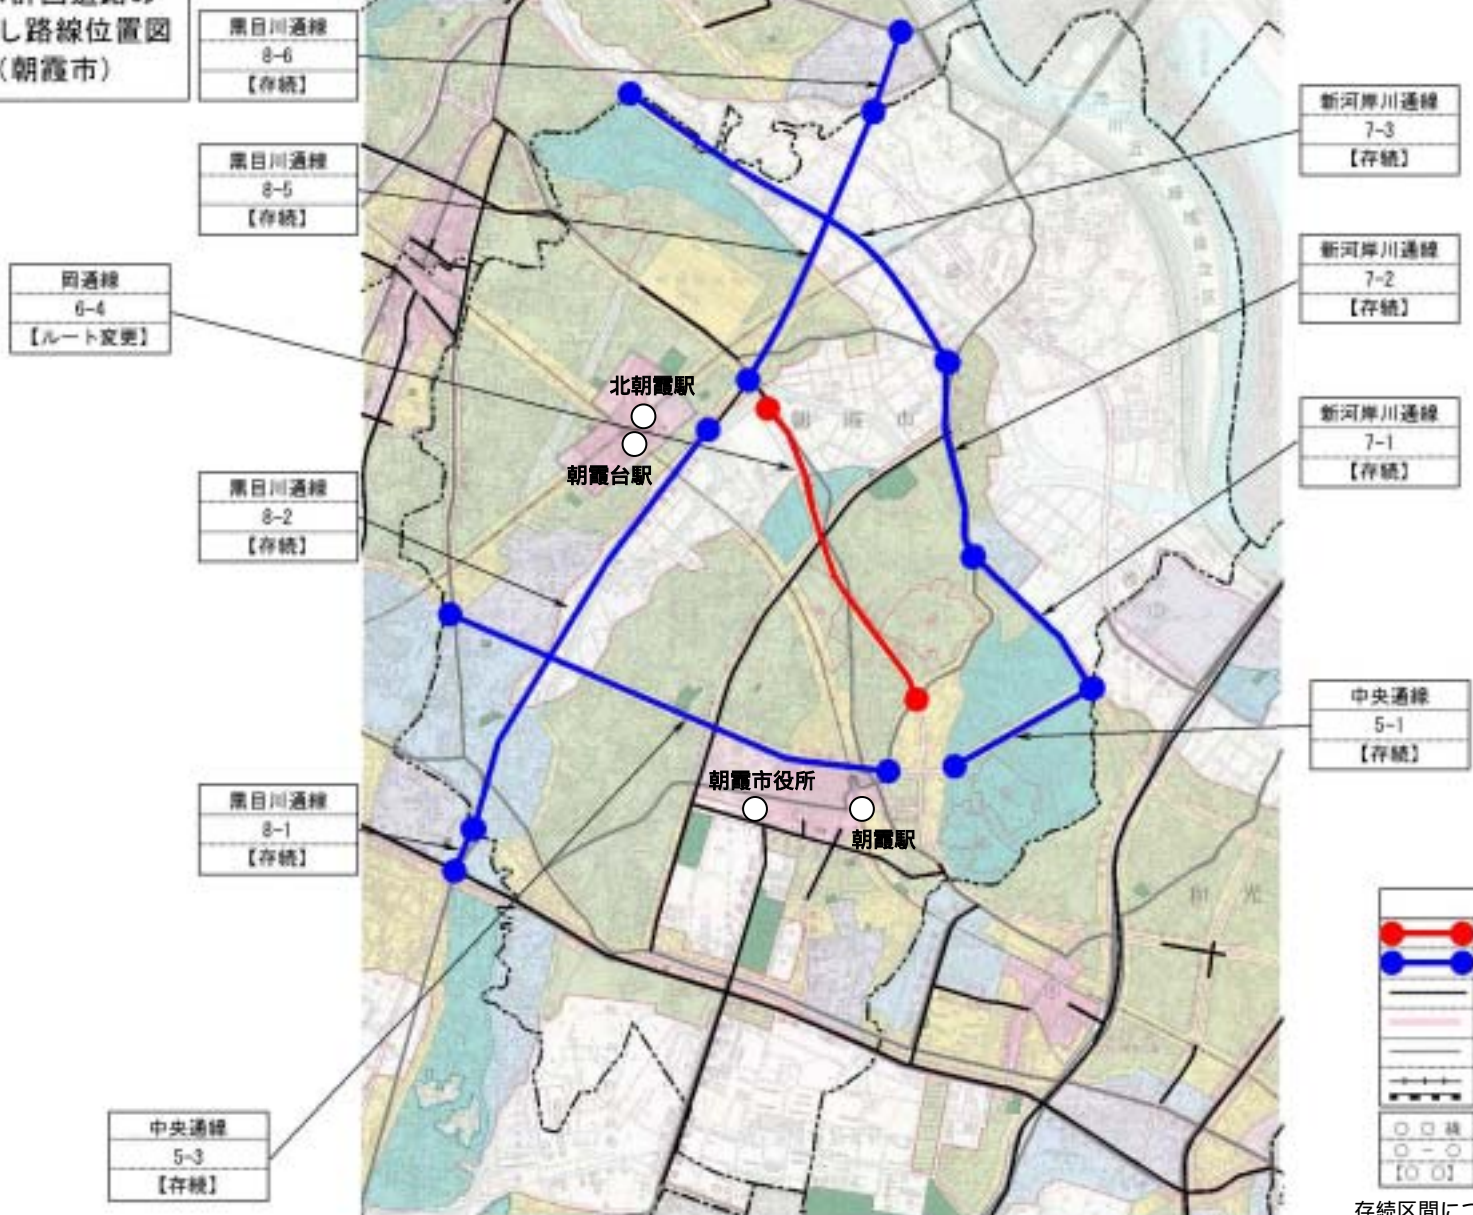 し路線位置図
（朝霞市）
黒目川通線
8-6
【存続】
黒目川通線
8-5
【存続】
岡通線
6-4
【ルート変更】
黒目川通線
8-2
【存続】
黒目川通線
8-1
【存続】
中央通線
5-3
【存続】
新河岸川通線
7-3
【存続】
新河岸川通線
7-2
【存続】
新河岸川通線
7-1
【存続】
中央通線
5-1
【存続】
北朝霞駅
朝霞台駅
朝霞市
朝霞市役所
朝霞駅
和光
○○線
○-○
【○○】
存続区間に